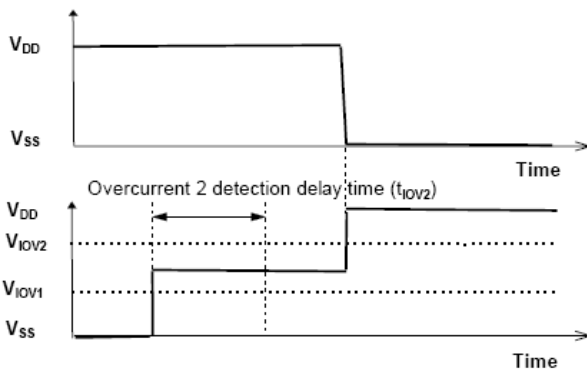 VDD
VSS
Time
Overcurrent 2 detection delay time (tIOV2)
VDD
VIOV2
VIOV1
VSS
Time